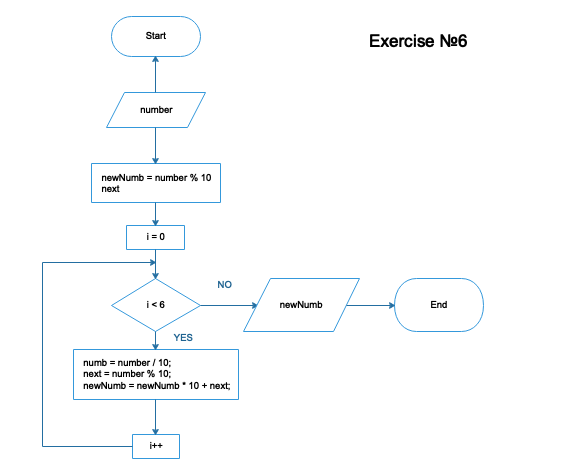 Start
Exercise №6
number
newNumb = number % 10
next
i = 0
i < 6
NO
newNumb
End
YES
numb = number / 10;
next = number % 10;
newNumb = newNumb * 10 + next;
i++